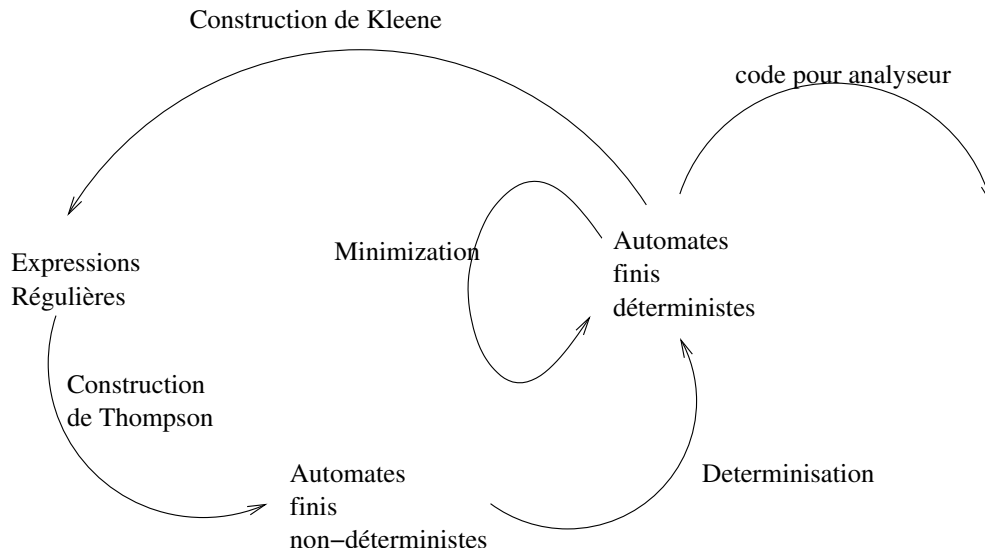 Construction de Kleene
code pour analyseur
Minimization
Automates
finis
déterministes
Expressions
Régulières
Construction
de Thompson
Automates
finis
non−déterministes
Determinisation